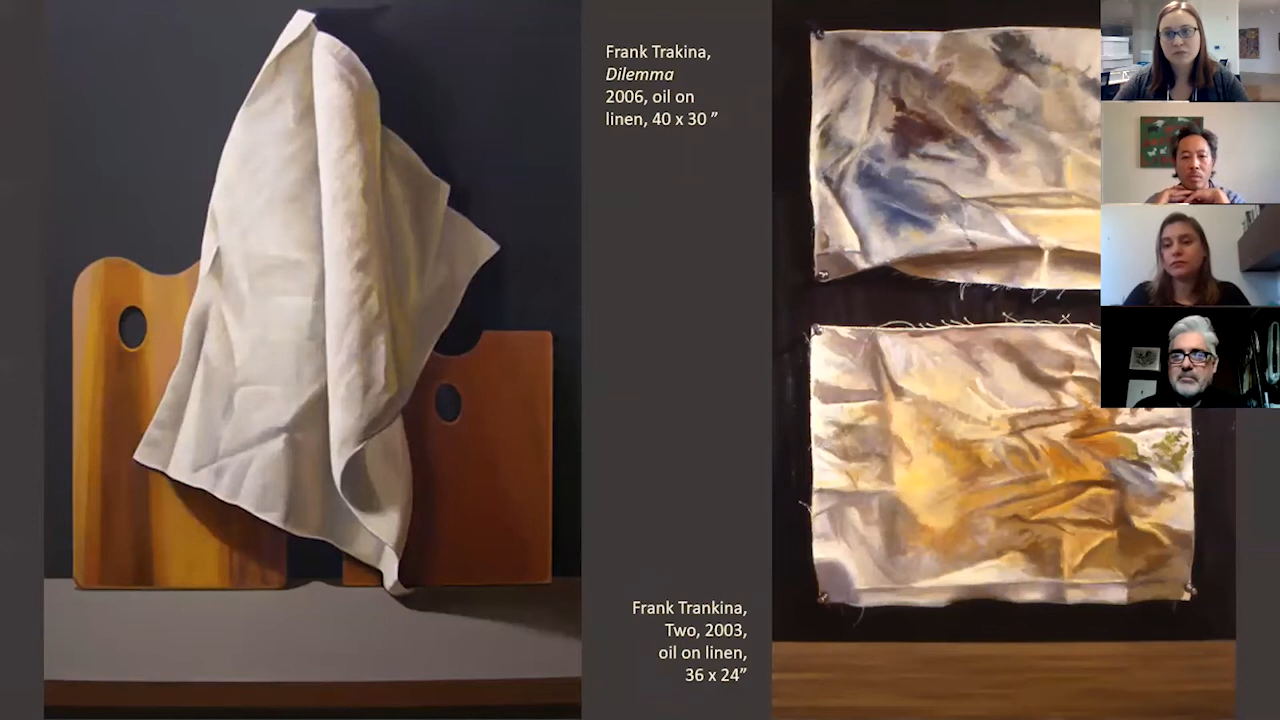 Frank Trakina,
Dilemma
2006, oil on
linen, 40 x 30 ”
Frank Trankina,
Two, 2003,
oil on linen,
36 x 24”